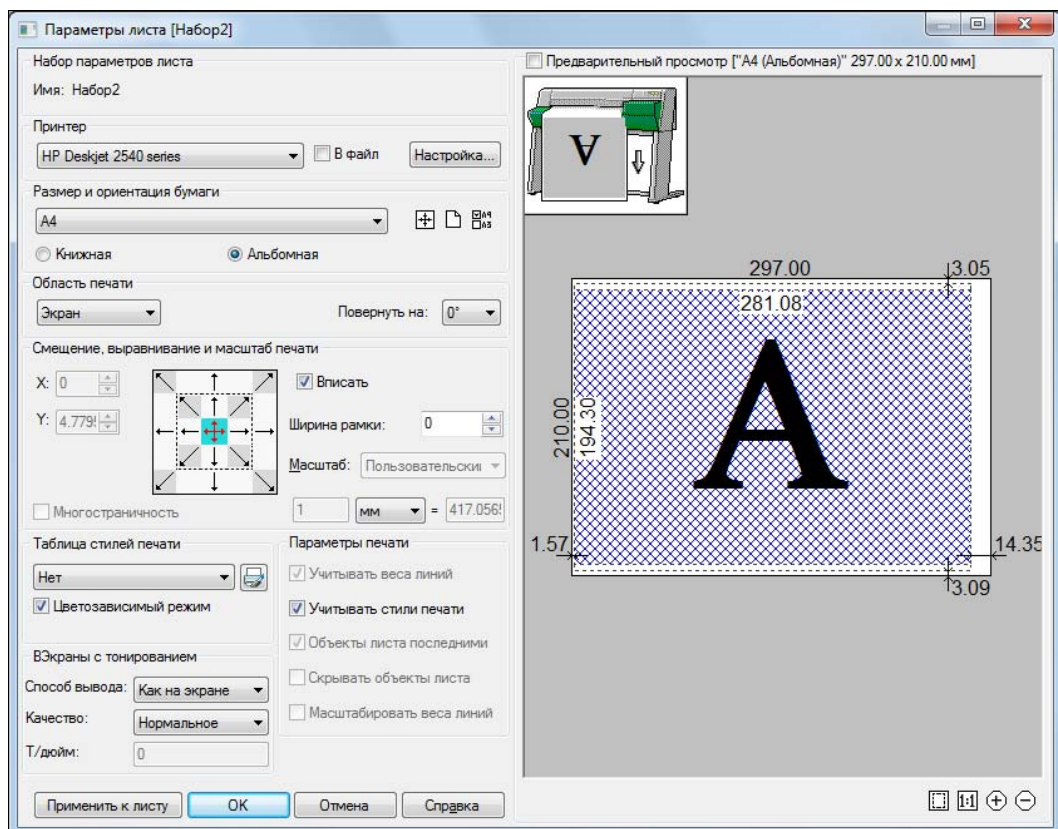 Параметры листа [Набор2]
Набор параметров листа
Имя: Набор2
Принтер
HP Deskjet 2540 series
В файл
Настройка...
Размер и ориентация бумаги
A4
A4
A3
Книжная
Альбомная
Область печати
Экран
Повернуть на: 0°
Смещение, выравнивание и масштаб печати
X: 0
Y: 4.779
Вписать
Ширина рамки: 0
Масштаб: Пользовательски
Многостраничность
1 мм = 417.056
Таблица стилей печати
Нет
Цветозависимый режим
ВЭкраны с тонированием
Способ вывода: Как на экране
Качество: Нормальное
Т/дюйм: 0
Параметры печати
Учитывать веса линий
Учитывать стили печати
Объекты листа последними
Скрывать объекты листа
Масштабировать веса линий
Применить к листу
OK
Отмена
Справка
Предварительный просмотр ["A4 (Альбомная)" 297.00 x 210.00 мм]
A
297.00
3.05
281.08
210.00
194.30
A
1.57
14.35
3.09
1:1